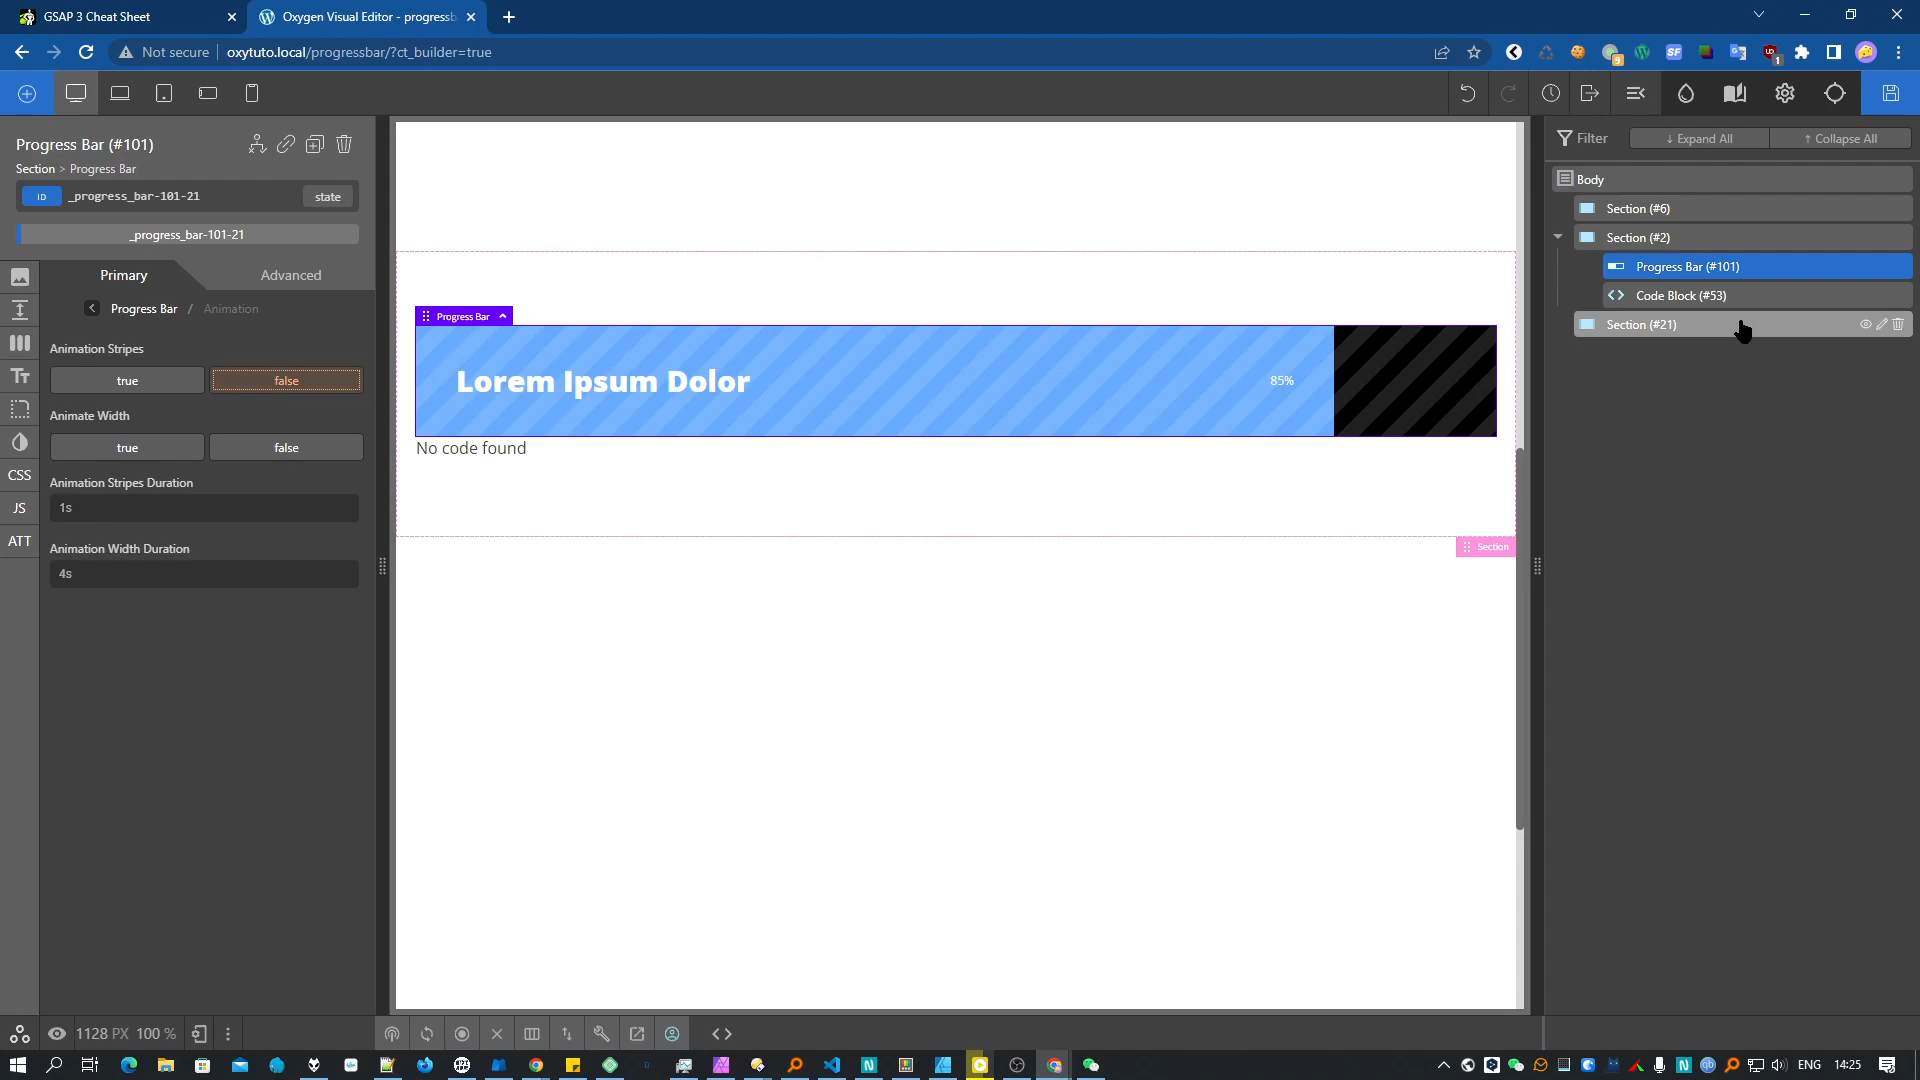 GSAP 3 Cheat Sheet
Oxygen Visual Editor - progressb
Not secure
oxytuto.local/progressbar/?ct_builder=true
SF
9
1
Progress Bar (#101)
Section > Progress Bar
ID
_progress_bar-101-21
state
_progress_bar-101-21
Primary
Advanced
Progress Bar / Animation
Animation Stripes
true
false
Animate Width
true
false
Animation Stripes Duration
1s
Animation Width Duration
4s
Tt
CSS
JS
ATT
Progress Bar
Lorem Ipsum Dolor
85%
No code found
Section
Filter
↓ Expand All
↑ Collapse All
Body
Section (#6)
Section (#2)
Progress Bar (#101)
Code Block (#53)
Section (#21)
1128 PX 100 %
ENG
14:25